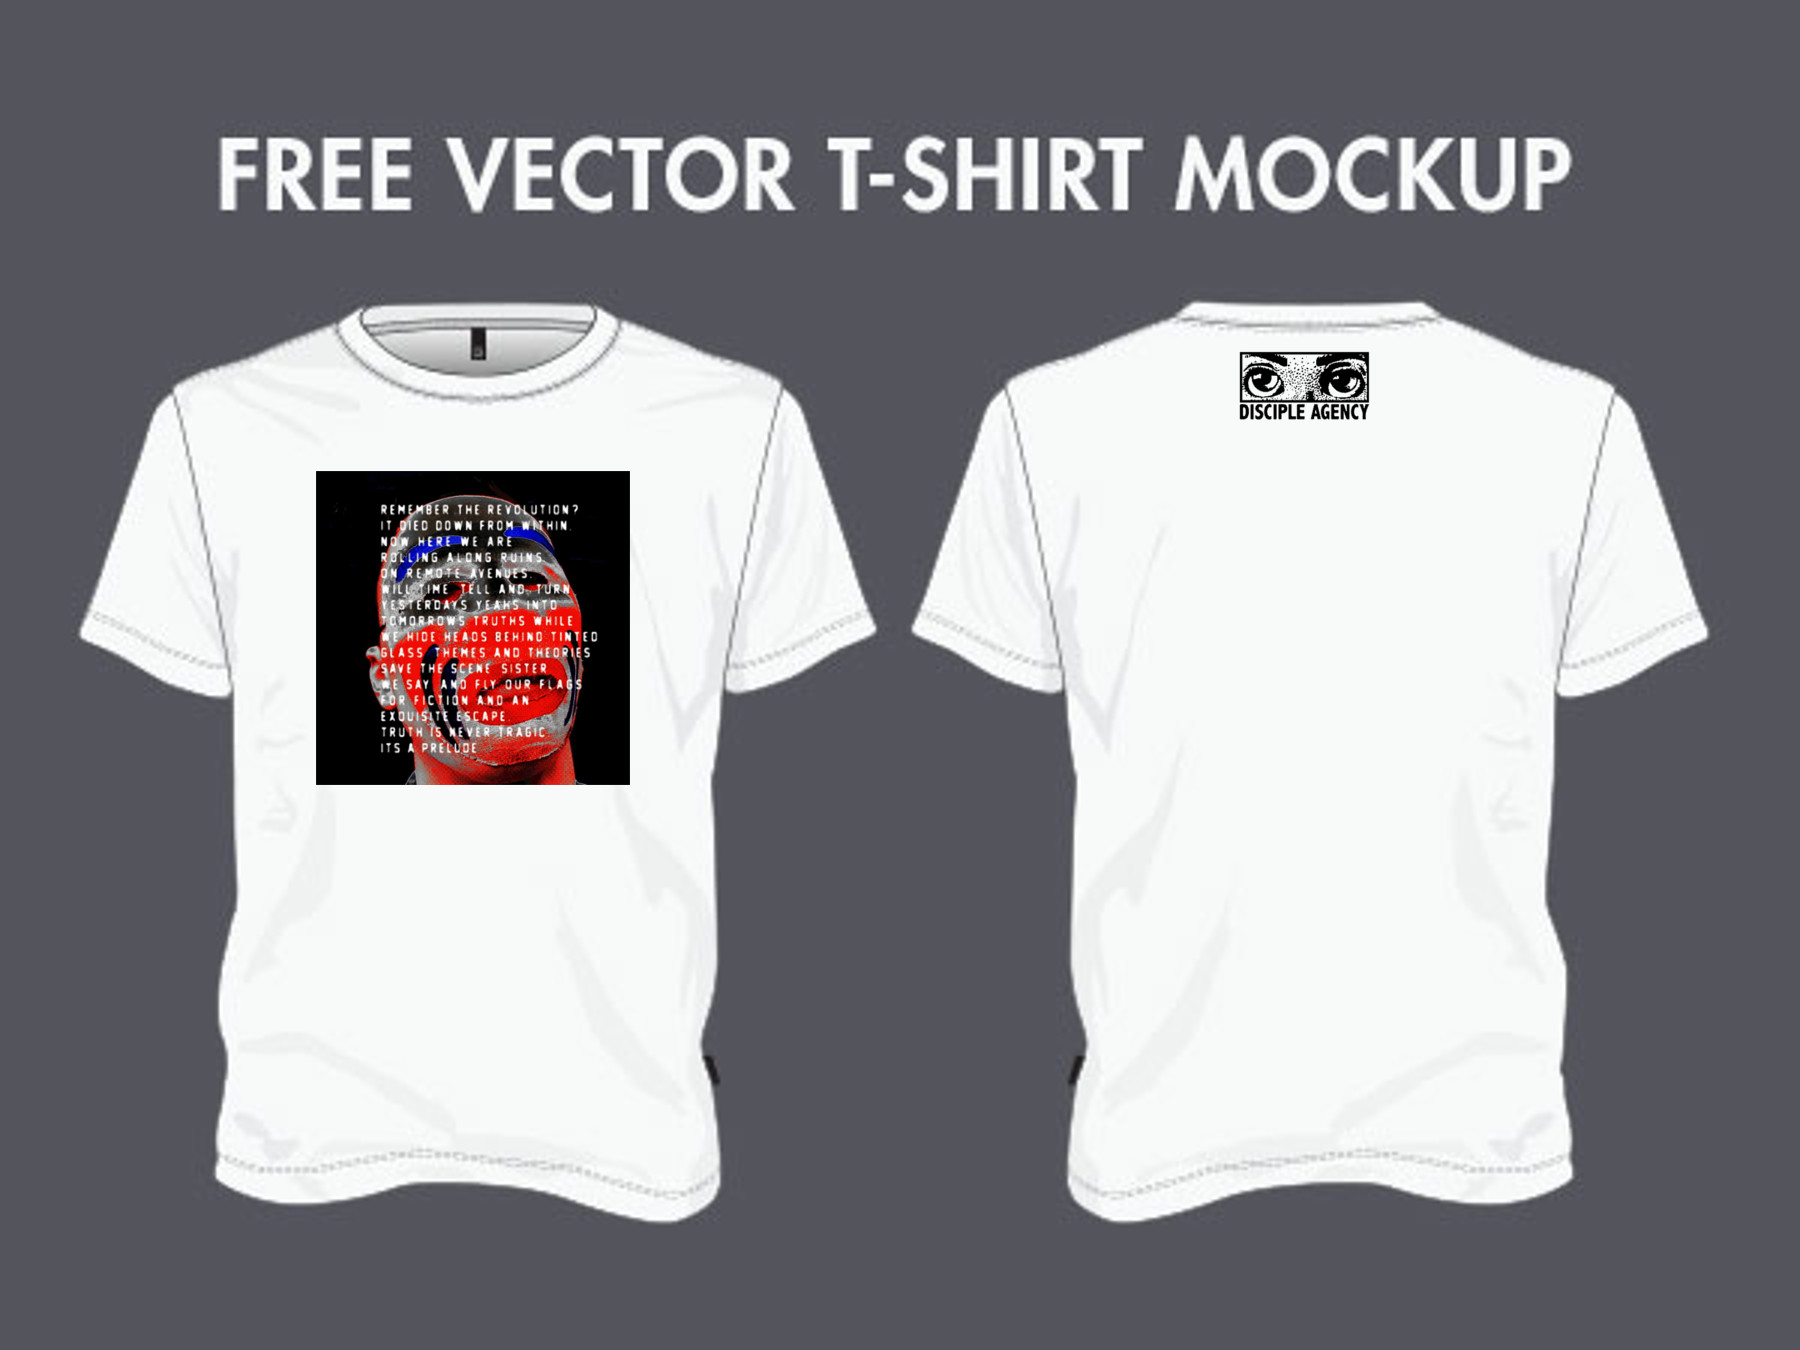 FREE VECTOR T-SHIRT MOCKUP
REMEMBER THE REVOLUTION?
IT DIED DOWN FROM WITHIN.
NOW HERE WE ARE
ROLLING ALONG RUINS
ON REMOTE AVENUES.
WILL TIME TELL AND TURN
YESTERDAYS YEAHS INTO
TOMORROWS TRUTHS WHILE
WE HIDE HEADS BEHIND TINTED
GLASS THEMES AND THEORIES
SAVE THE SCENE SISTER
WE SAY AND FLY OUR FLAGS
FOR FICTION AND AN
EXQUISITE ESCAPE.
TRUTH IS NEVER TRAGIC
ITS A PRELUDE
DISCIPLE AGENCY